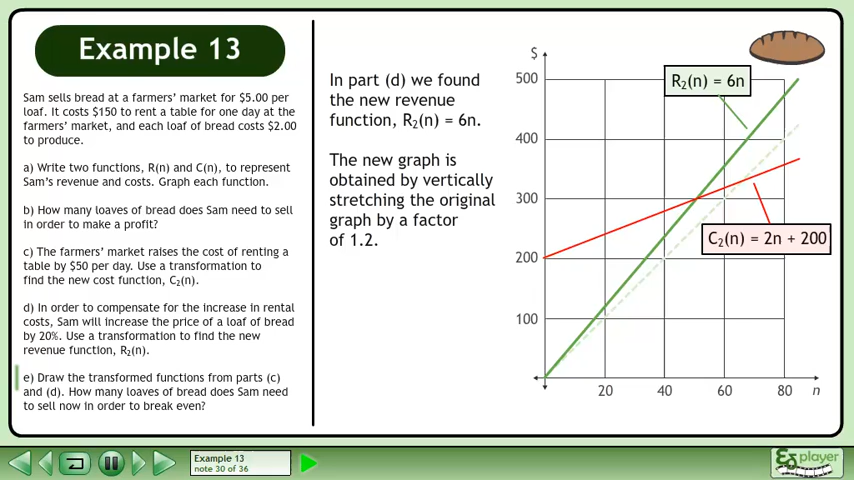 Example 13
Sam sells bread at a farmers' market for $5.00 per
loaf. It costs $150 to rent a table for one day at the
farmers' market, and each loaf of bread costs $2.00
to produce.
a) Write two functions, R(n) and C(n), to represent
Sam's revenue and costs. Graph each function.
b) How many loaves of bread does Sam need to sell
in order to make a profit?
c) The farmers' market raises the cost of renting a
table by $50 per day. Use a transformation to
find the new cost function, C₂(n).
d) In order to compensate for the increase in rental
costs, Sam will increase the price of a loaf of bread
by 20%. Use a transformation to find the new
revenue function, R₂(n).
e) Draw the transformed functions from parts (c)
and (d). How many loaves of bread does Sam need
to sell now in order to break even?
In part (d) we found
the new revenue
function, R₂(n) = 6n.
The new graph is
obtained by vertically
stretching the original
graph by a factor
of 1.2.
$
500
400
300
200
100
20 40 60 80 n
R₂(n) = 6n
C₂(n) = 2n + 200
Example 13
note 30 of 36
player